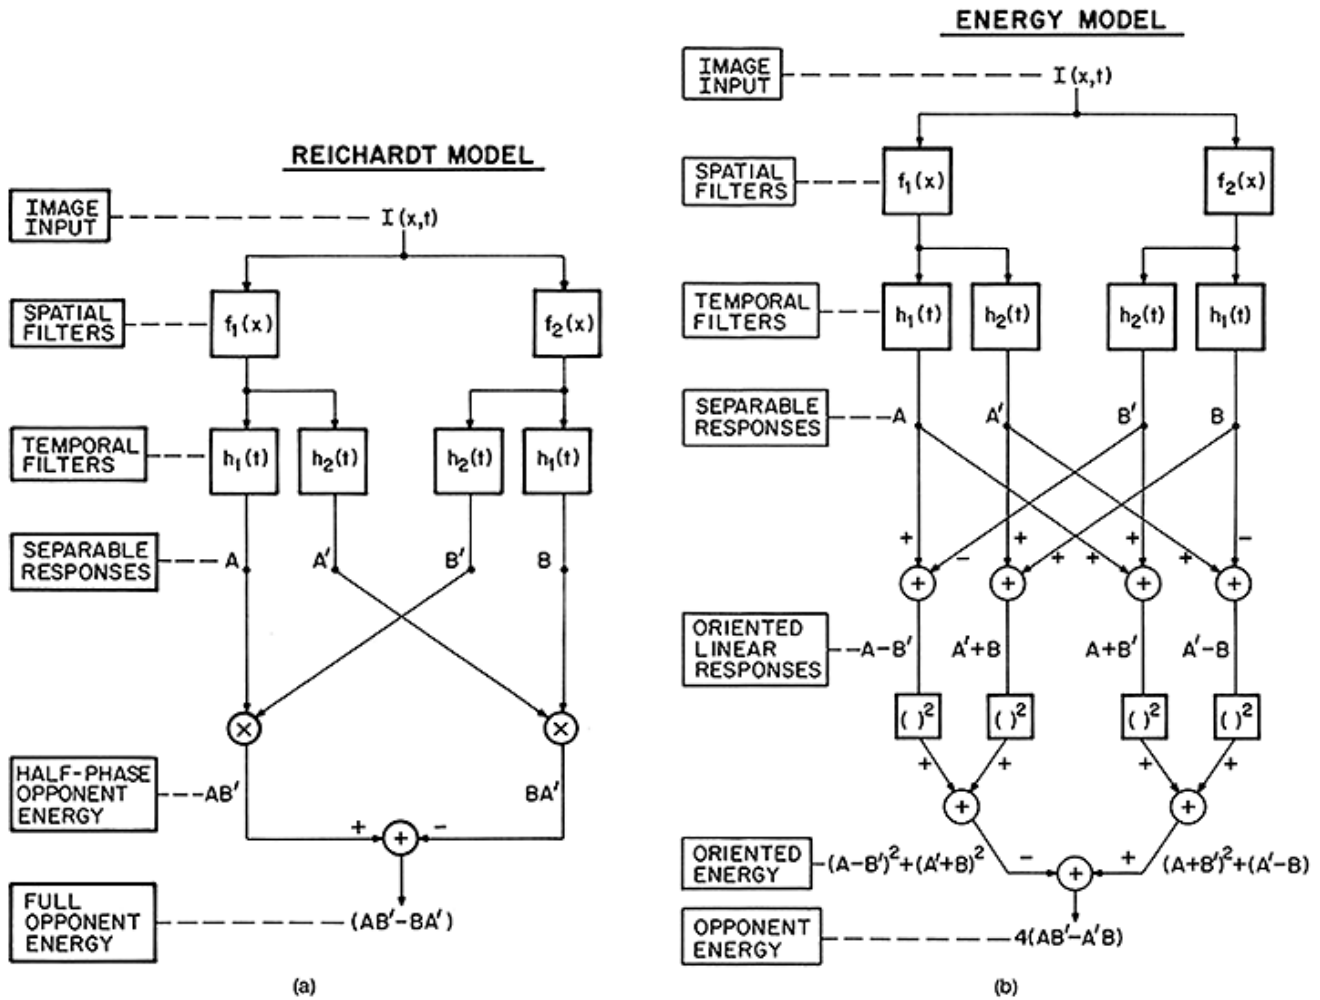 REICHARDT MODEL
IMAGE
INPUT
I(x,t)
SPATIAL
FILTERS
f₁(x)
f₂(x)
TEMPORAL
FILTERS
h₁(t)
h₂(t)
h₂(t)
h₁(t)
SEPARABLE
RESPONSES
A
A′
B′
B
×
×
HALF-PHASE
OPPONENT
ENERGY
AB′
BA′
+
+
−
FULL
OPPONENT
ENERGY
(AB′−BA′)
(a)
ENERGY MODEL
IMAGE
INPUT
I(x,t)
SPATIAL
FILTERS
f₁(x)
f₂(x)
TEMPORAL
FILTERS
h₁(t)
h₂(t)
h₂(t)
h₁(t)
SEPARABLE
RESPONSES
A
A′
B′
B
+
−
+
+
+
+
+
−
+
+
+
+
ORIENTED
LINEAR
RESPONSES
A−B′
A′+B
A+B′
A′−B
( )²
( )²
( )²
( )²
+
+
+
+
+
+
ORIENTED
ENERGY
(A−B′)²+(A′+B)²
−
+
+
(A+B′)²+(A′−B)
OPPONENT
ENERGY
4(AB′−A′B)
(b)